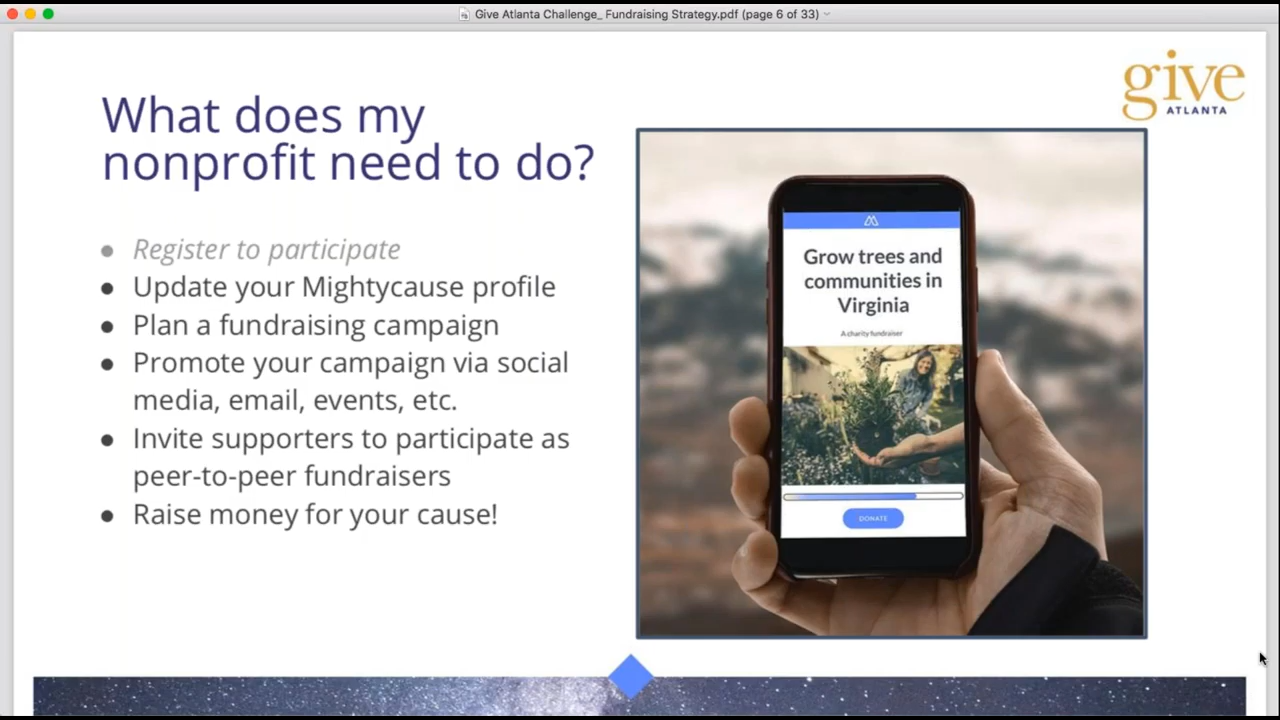 Give Atlanta Challenge_ Fundraising Strategy.pdf (page 6 of 33)
give
ATLANTA
What does my
nonprofit need to do?
● Register to participate
● Update your Mightycause profile
● Plan a fundraising campaign
● Promote your campaign via social
media, email, events, etc.
● Invite supporters to participate as
peer-to-peer fundraisers
● Raise money for your cause!
Grow trees and
communities in
Virginia
A charity fundraiser
DONATE